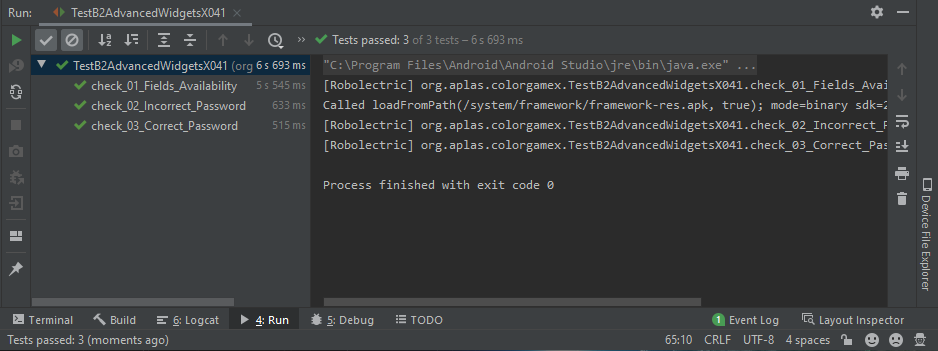 Run: TestB2AdvancedWidgetsX041
Tests passed: 3 of 3 tests – 6 s 693 ms
TestB2AdvancedWidgetsX041 (org 6 s 693 ms
check_01_Fields_Availability 5 s 545 ms
check_02_Incorrect_Password 633 ms
check_03_Correct_Password 515 ms
"C:\Program Files\Android\Android Studio\jre\bin\java.exe" ...
[Robolectric] org.aplas.colorgamex.TestB2AdvancedWidgetsX041.check_01_Fields_Avai
Called loadFromPath(/system/framework/framework-res.apk, true); mode=binary sdk=2
[Robolectric] org.aplas.colorgamex.TestB2AdvancedWidgetsX041.check_02_Incorrect_P
[Robolectric] org.aplas.colorgamex.TestB2AdvancedWidgetsX041.check_03_Correct_Pas
Process finished with exit code 0
Device File Explorer
Terminal Build 6: Logcat 4: Run 5: Debug TODO 1 Event Log Layout Inspector
Tests passed: 3 (moments ago) 65:10 CRLF UTF-8 4 spaces